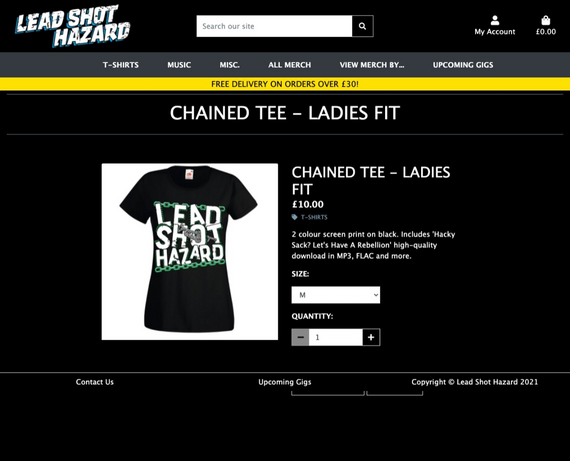 LEAD SHOT
HAZARD
Search our site
My Account
£0.00
T-SHIRTS
MUSIC
MISC.
ALL MERCH
VIEW MERCH BY...
UPCOMING GIGS
FREE DELIVERY ON ORDERS OVER £30!
CHAINED TEE – LADIES FIT
LEAD
SHOT
HAZARD
CHAINED TEE – LADIES
FIT
£10.00
T-SHIRTS
2 colour screen print on black. Includes 'Hacky
Sack? Let's Have A Rebellion' high-quality
download in MP3, FLAC and more.
SIZE:
M
QUANTITY:
1
Contact Us
Upcoming Gigs
Copyright © Lead Shot Hazard 2021